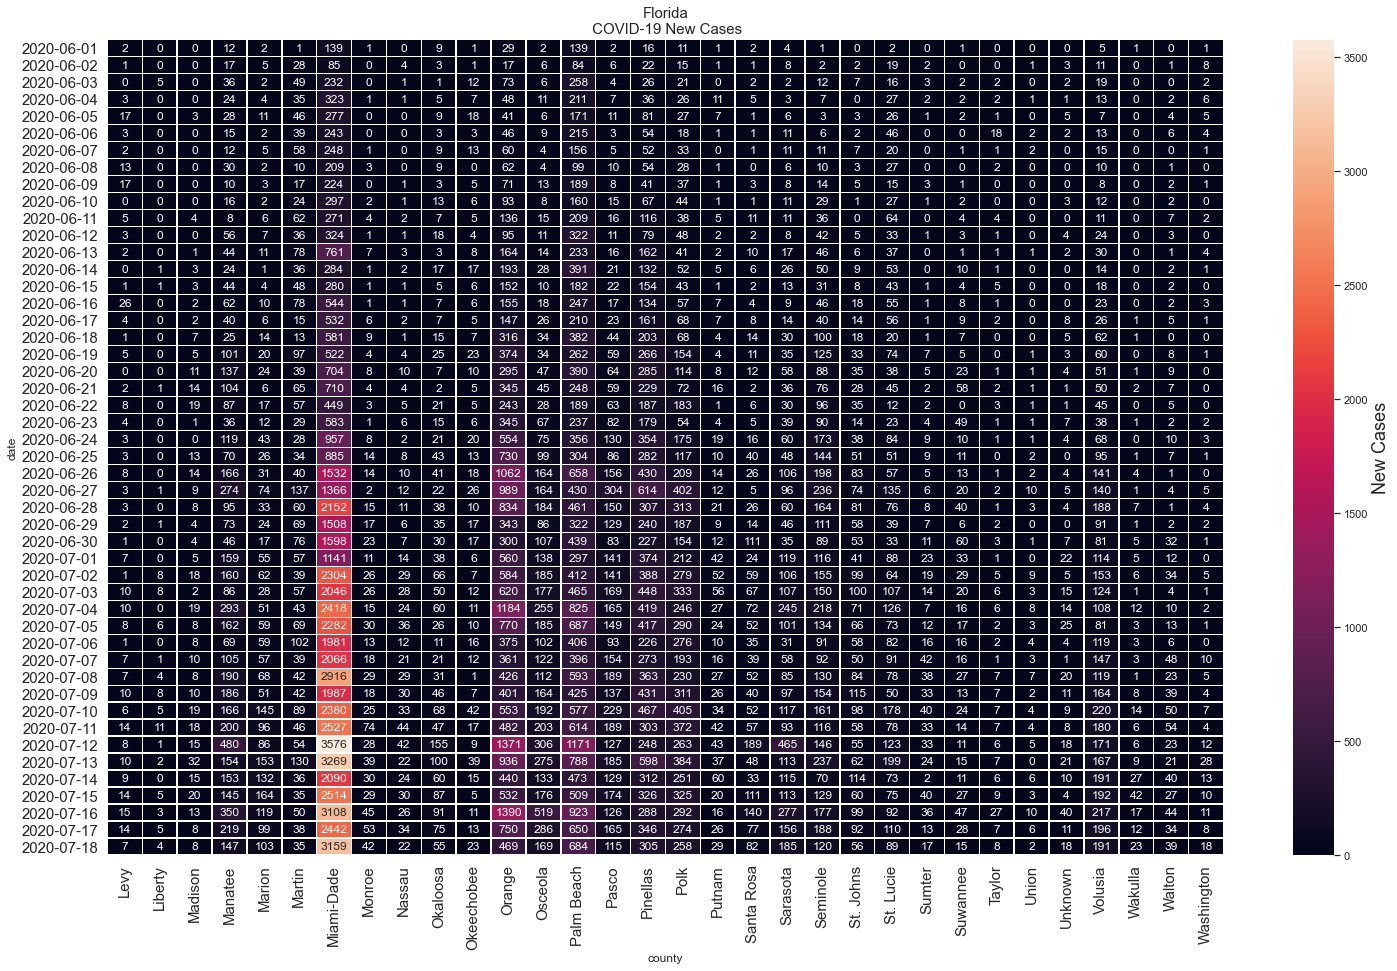 Florida
COVID-19 New Cases
2020-06-01 2 0 0 12 2 1 139 1 0 9 1 29 2 139 2 16 11 1 2 4 1 0 2 0 1 0 0 0 5 1 0 1
2020-06-02 1 0 0 17 5 28 85 0 4 3 1 17 6 84 6 22 15 1 1 8 2 2 19 2 0 0 1 3 11 0 1 8
2020-06-03 0 5 0 36 2 49 232 0 1 1 12 73 6 258 4 26 21 0 2 2 12 7 16 3 2 2 0 2 19 0 0 2
2020-06-04 3 0 0 24 4 35 323 1 1 5 7 48 11 211 7 36 26 11 5 3 7 0 27 2 2 2 1 1 13 0 2 6
2020-06-05 17 0 3 28 11 46 277 0 0 9 18 41 6 171 11 81 27 7 1 6 3 3 26 1 2 1 0 5 7 0 4 5
2020-06-06 3 0 0 15 2 39 243 0 0 3 3 46 9 215 3 54 18 1 1 11 6 2 46 0 0 18 2 2 13 0 6 4
2020-06-07 2 0 0 12 5 58 248 1 0 9 13 60 4 156 5 52 33 0 1 11 11 7 20 0 1 1 2 0 15 0 0 1
2020-06-08 13 0 0 30 2 10 209 3 0 9 0 62 4 99 10 54 28 1 0 6 10 3 27 0 0 2 0 0 10 0 1 0
2020-06-09 17 0 0 10 3 17 224 0 1 3 5 71 13 189 8 41 37 1 3 8 14 5 15 3 1 0 0 0 8 0 2 1
2020-06-10 0 0 0 16 2 24 297 2 1 13 6 93 8 160 15 67 44 1 1 11 29 1 27 1 2 0 0 3 12 0 2 0
2020-06-11 5 0 4 8 6 62 271 4 2 7 5 136 15 209 16 116 38 5 11 11 36 0 64 0 4 4 0 0 11 0 7 2
2020-06-12 3 0 0 56 7 36 324 1 1 18 4 95 11 322 11 79 48 2 2 8 42 5 33 1 3 1 0 4 24 0 3 0
2020-06-13 2 0 1 44 11 78 761 7 3 3 8 164 14 233 16 162 41 2 10 17 46 6 37 0 1 1 1 2 30 0 1 4
2020-06-14 0 1 3 24 1 36 284 1 2 17 17 193 28 391 21 132 52 5 6 26 50 9 53 0 10 1 0 0 14 0 2 1
2020-06-15 1 1 3 44 4 48 280 1 1 5 6 152 10 182 22 154 43 1 2 13 31 8 43 1 4 5 0 0 18 0 2 0
2020-06-16 26 0 2 62 10 78 544 1 1 7 6 155 18 247 17 134 57 7 4 9 46 18 55 1 8 1 0 0 23 0 2 3
2020-06-17 4 0 2 40 6 15 532 6 2 7 5 147 26 210 23 161 68 7 8 14 40 14 56 1 9 2 0 8 26 1 5 1
2020-06-18 1 0 7 25 14 13 581 9 1 15 7 316 34 382 44 203 68 4 14 30 100 18 20 1 7 0 0 5 62 1 0 0
2020-06-19 5 0 5 101 20 97 522 4 4 25 23 374 34 262 59 266 154 4 11 35 125 33 74 7 5 0 1 3 60 0 8 1
2020-06-20 0 0 11 137 24 39 704 8 10 7 10 295 47 390 64 285 114 8 12 58 88 35 38 5 23 1 1 4 51 1 9 0
2020-06-21 2 1 14 104 6 65 710 4 4 2 5 345 45 248 59 229 72 16 2 36 76 28 45 2 58 2 1 1 50 2 7 0
2020-06-22 8 0 19 87 17 57 449 3 5 21 5 243 28 189 63 187 183 1 6 30 96 35 12 2 0 3 1 1 45 0 5 0
2020-06-23 4 0 1 36 12 29 583 1 6 15 6 345 67 237 82 179 54 4 5 39 90 14 23 4 49 1 1 7 38 1 2 2
2020-06-24 3 0 0 119 43 28 957 8 2 21 20 554 75 356 130 354 175 19 16 60 173 38 84 9 10 1 1 4 68 0 10 3
2020-06-25 3 0 13 70 26 34 885 14 8 43 13 730 99 304 86 282 117 10 40 48 144 51 51 9 11 0 2 0 95 1 7 1
2020-06-26 8 0 14 166 31 40 1532 14 10 41 18 1062 164 658 156 430 209 14 26 106 198 83 57 5 13 1 2 4 141 4 1 0
2020-06-27 3 1 9 274 74 137 1366 2 12 22 26 989 164 430 304 614 402 12 5 96 236 74 135 6 20 2 10 5 140 1 4 5
2020-06-28 3 0 8 95 33 60 2152 15 11 38 10 834 184 461 150 307 313 21 26 60 164 81 76 8 40 1 3 4 188 7 1 4
2020-06-29 2 1 4 73 24 69 1508 17 6 35 17 343 86 322 129 240 187 9 14 46 111 58 39 7 6 2 0 0 91 1 2 2
2020-06-30 1 0 4 46 17 76 1598 23 7 30 17 300 107 439 83 227 154 12 111 35 89 53 33 11 60 3 1 7 81 5 32 1
2020-07-01 7 0 5 159 55 57 1141 11 14 38 6 560 138 297 141 374 212 42 24 119 116 41 88 23 33 1 0 22 114 5 12 0
2020-07-02 1 8 18 160 62 39 2304 26 29 66 7 584 185 412 141 388 279 52 59 106 155 99 64 19 29 5 9 5 153 6 34 5
2020-07-03 10 8 2 86 28 57 2046 26 28 50 12 620 177 465 169 448 333 56 67 107 150 100 107 14 20 6 3 15 124 1 4 1
2020-07-04 10 0 19 293 51 43 2418 15 24 60 11 1184 255 825 165 419 246 27 72 245 218 71 126 7 16 6 8 14 108 12 10 2
2020-07-05 8 6 8 162 59 69 2282 30 36 26 10 770 185 687 149 417 290 24 52 101 134 66 73 12 17 2 3 25 81 3 13 1
2020-07-06 1 0 8 69 59 102 1981 13 12 11 16 375 102 406 93 226 276 10 35 31 91 58 82 16 16 2 4 4 119 3 6 0
2020-07-07 7 1 10 105 57 39 2066 18 21 21 12 361 122 396 154 273 193 16 39 58 92 50 91 42 16 1 3 1 147 3 48 10
2020-07-08 7 4 8 190 68 42 2916 29 29 31 1 426 112 593 189 363 230 27 52 85 130 84 78 38 27 7 7 20 119 1 23 5
2020-07-09 10 8 10 186 51 42 1987 18 30 46 7 401 164 425 137 431 311 26 40 97 154 115 50 33 13 7 2 11 164 8 39 4
2020-07-10 6 5 19 166 145 89 2380 25 33 68 42 553 192 577 229 467 405 34 52 117 161 98 178 40 24 7 4 9 220 14 50 7
2020-07-11 14 11 18 200 96 46 2527 74 44 47 17 482 203 614 189 303 372 42 57 93 116 58 78 33 14 7 4 8 180 6 54 4
2020-07-12 8 1 15 480 86 54 3576 28 42 155 9 1371 306 1171 127 248 263 43 189 465 146 55 123 33 11 6 5 18 171 6 23 12
2020-07-13 10 2 32 154 153 130 3269 39 22 100 39 936 275 788 185 598 384 37 48 113 237 62 199 24 15 7 0 21 167 9 21 28
2020-07-14 9 0 15 153 132 36 2090 30 24 60 15 440 133 473 129 312 251 60 33 115 70 114 73 2 11 6 6 10 191 27 40 13
2020-07-15 14 5 20 145 164 35 2514 29 30 87 5 532 176 509 174 336 325 20 111 113 129 60 75 40 27 9 3 4 192 42 27 10
2020-07-16 15 3 13 350 119 50 3108 45 26 91 11 1390 519 923 126 288 292 16 140 277 177 99 92 36 47 27 10 40 217 17 44 11
2020-07-17 14 5 8 219 99 38 2442 53 34 75 13 750 286 650 165 346 274 26 77 156 188 92 110 13 28 7 6 11 196 12 34 8
2020-07-18 7 4 8 147 103 35 3159 42 22 55 23 469 169 684 115 305 258 29 82 185 120 56 89 17 15 8 2 18 191 23 39 18
date
Levy Liberty Madison Manatee Marion Martin Miami-Dade Monroe Nassau Okaloosa Okeechobee Orange Osceola Palm Beach Pasco Pinellas Polk Putnam Santa Rosa Sarasota Seminole St. Johns St. Lucie Sumter Suwannee Taylor Union Unknown Volusia Wakulla Walton Washington
county
3500
3000
2500
2000
1500
1000
500
0
New Cases